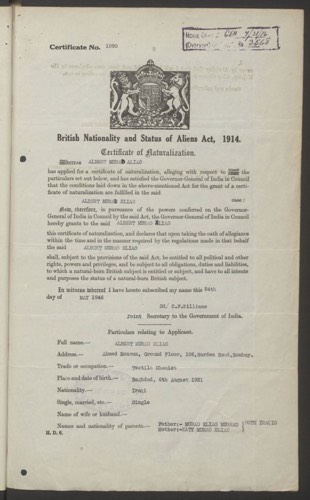 Certificate No. 1090
British Nationality and Status of Aliens Act, 1914.
Certificate of Naturalization.
Whereas ALBERT MURAD ELIAS
has applied for a certificate of naturalization, alleging with respect to the
particulars set out below, and has satisfied the Governor-General of India in Council
that the conditions laid down in the above-mentioned Act for the grant of a certi-
ficate of naturalization are fulfilled in the said
ALBERT MURAD ELIAS
Now, therefore, in pursuance of the powers conferred on the Governor-
General of India in Council by the said Act, the Governor-General of India in Council
hereby grants to the said ALBERT MURAD ELIAS
this certificate of naturalization, and declares that upon taking the oath of allegiance
within the time and in the manner required by the regulations made in that behalf
the said ALBERT MURAD ELIAS
shall, subject to the provisions of the said Act, be entitled to all political and other
rights, powers and privileges, and be subject to all obligations, duties and liabilities,
to which a natural-born British subject is entitled or subject, and have to all intents
and purposes the status of a natural-born British subject.
In witness whereof I have hereto subscribed my name this
day of MAY 1946
Sd/ C.F.Williams
Joint Secretary to the Government of India.
Particulars relating to Applicant.
Full name.— ALBERT MURAD ELIAS
Address.— Ahmed Mansion, Ground Floor, Garden Road, Bombay.
Trade or occupation.— Textile Chemist
Place and date of birth.— Baghdad, 6th August 1921
Nationality.— Iraqi
Single, married, etc.— Single
Name of wife or husband.—
Names and nationality of parents.— Father:- MURAD ELIAS
Mother:- KATY MURAD ELIAS
H. D. 6.